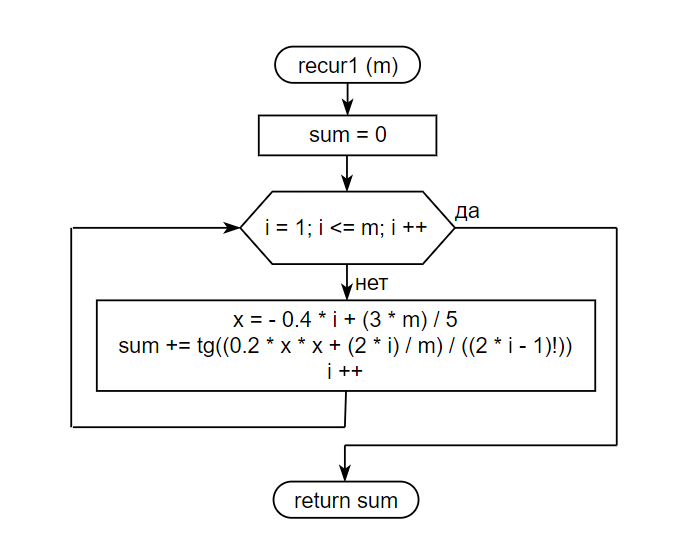 recur1 (m)
sum = 0
i = 1; i <= m; i ++
да
нет
x = - 0.4 * i + (3 * m) / 5
sum += tg((0.2 * x * x + (2 * i) / m) / ((2 * i - 1)!))
i ++
return sum